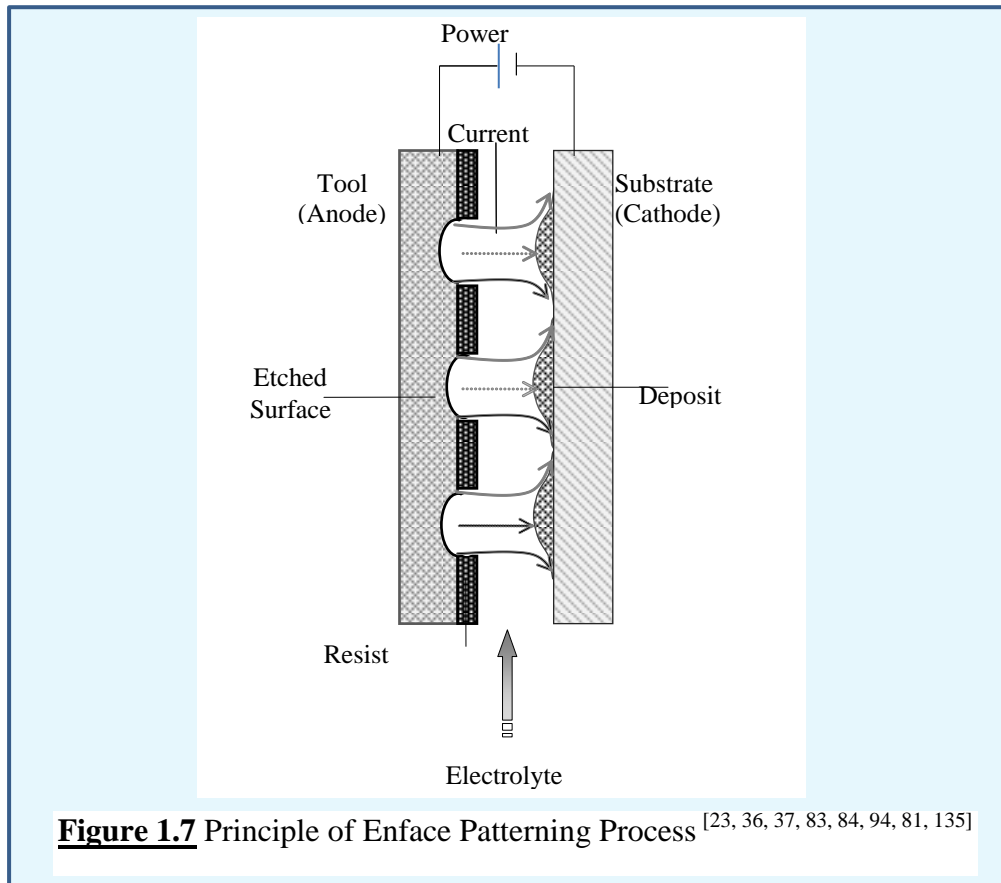 Power
Current
Tool
(Anode)
Substrate
(Cathode)
Etched
Surface
Deposit
Resist
Electrolyte
Figure 1.7 Principle of Enface Patterning Process [23, 36, 37, 83, 84, 94, 81, 135]